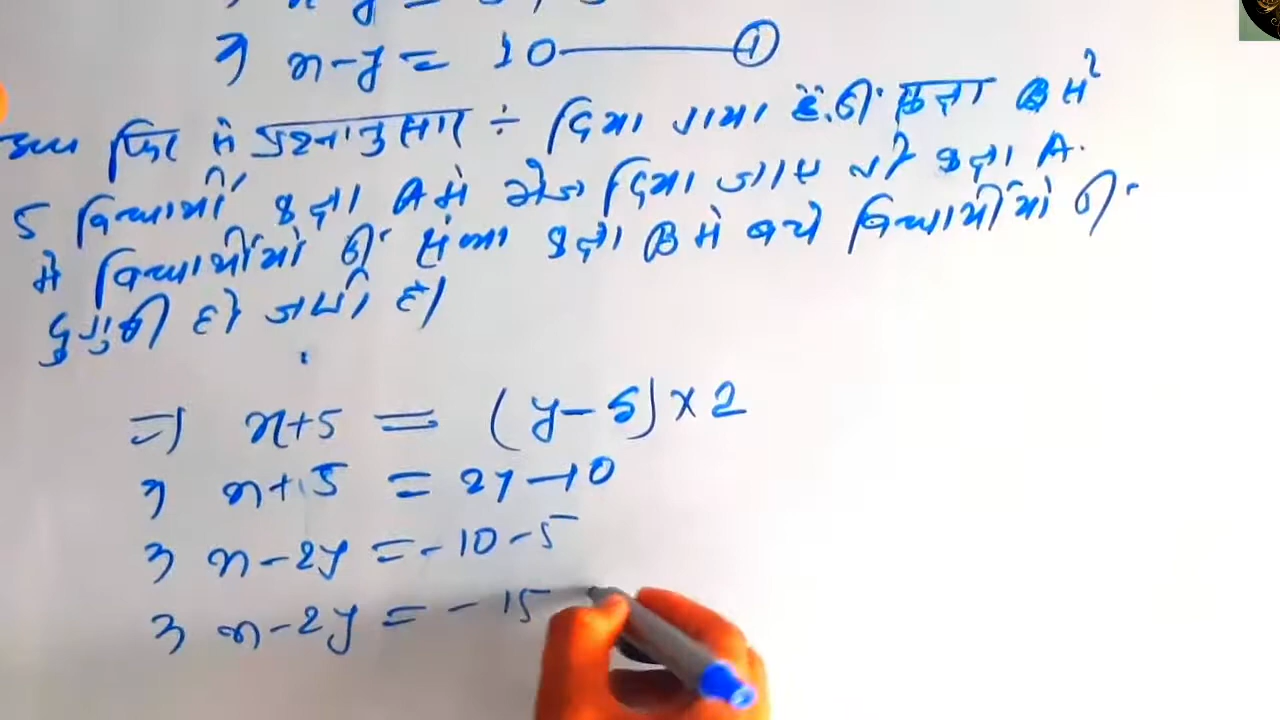 ⇒ x-y = 10 ——— ①
फिर से प्रश्नानुसार ÷ दिया गया है. की कक्षा B से
5 विद्यार्थी कक्षा A में भेज दिया जाए तो कक्षा A.
में विद्यार्थीयों की संख्या कक्षा B में बचे विद्यार्थीयों की
दुगुनी हो जाती है।
⇒ x+5 = (y-5)×2
⇒ x+5 = 2y-10
⇒ x-2y = -10-5
⇒ x-2y = -15